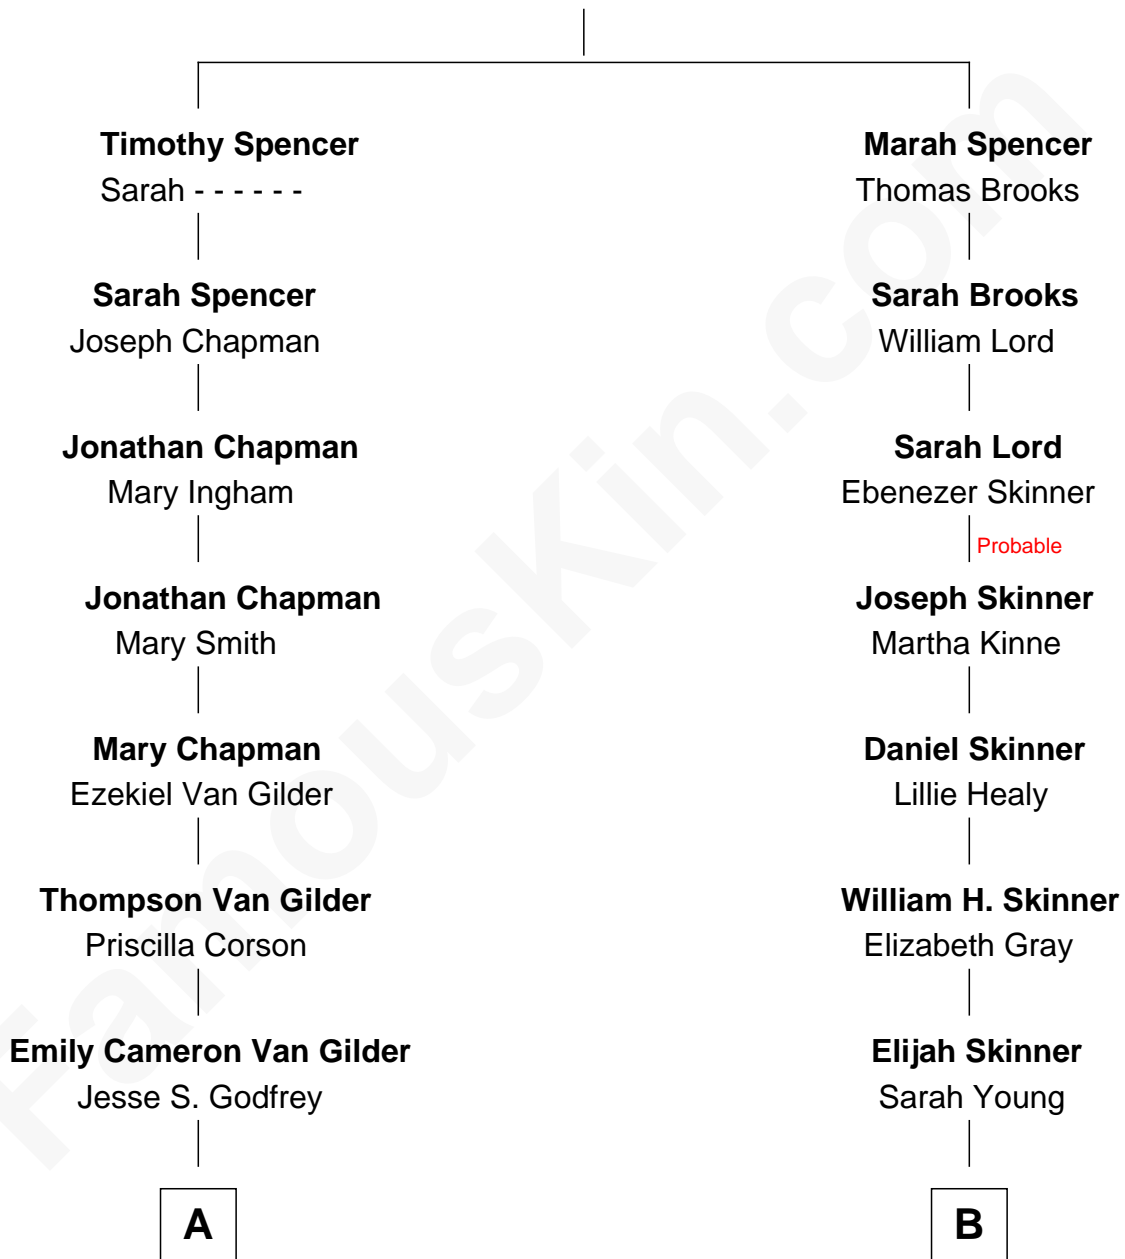 Timothy Spencer
Sarah - - - - - -
Sarah Spencer
Joseph Chapman
Jonathan Chapman
Mary Ingham
Jonathan Chapman
Mary Smith
Mary Chapman
Ezekiel Van Gilder
Thompson Van Gilder
Priscilla Corson
Emily Cameron Van Gilder
Jesse S. Godfrey
A
Marah Spencer
Thomas Brooks
Sarah Brooks
William Lord
Sarah Lord
Ebenezer Skinner
Probable
Joseph Skinner
Martha Kinne
Daniel Skinner
Lillie Healy
William H. Skinner
Elizabeth Gray
Elijah Skinner
Sarah Young
B
FamousKin.com